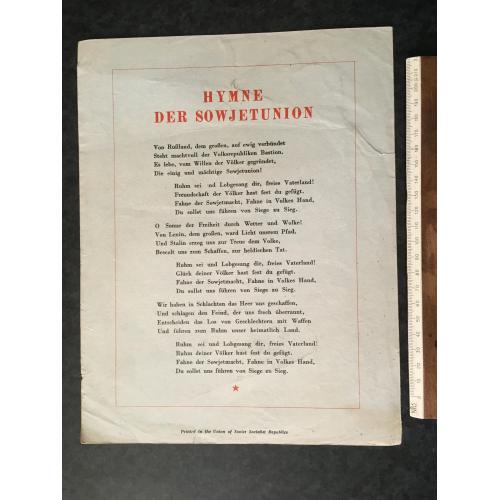 HYMNE
DER SOWJETUNION
Von Rußland, dem großen, auf ewig verbündet
Steht machtvoll der Volksrepubliken Bastion,
Es lebe, vom Willen der Völker gegründet,
Die einig und mächtige Sowjetunion!
Ruhm sei und Lobgesang dir, freies Vaterland!
Freundschaft der Völker hast fest du gefügt.
Fahne der Sowjetmacht, Fahne in Volkes Hand,
Du sollst uns führen von Siege zu Sieg.
O Sonne der Freiheit durch Wetter und Wolke!
Von Lenin, dem großen, ward Licht unsrem Pfad,
Und Stalin erzog uns zur Treue dem Volke,
Beseelt uns zum Schaffen, zur heldischen Tat.
Ruhm sei und Lobgesang dir, freies Vaterland!
Glück deiner Völker hast fest du gefügt.
Fahne der Sowjetmacht, Fahne in Volkes Hand,
Du sollst uns führen von Siege zu Sieg.
Wir haben in Schlachten das Heer uns geschaffen,
Und schlagen den Feind, der uns frech überrannt,
Entscheiden das Los von Geschlechtern mit Waffen
Und führen zum Ruhm unser heimatlich Land.
Ruhm sei und Lobgesang dir, freies Vaterland!
Ruhm deiner Völker hast fest du gefügt.
Fahne der Sowjetmacht, Fahne in Volkes Hand,
Du sollst uns führen von Siege zu Sieg.
Printed in the Union of Soviet Socialist Republics